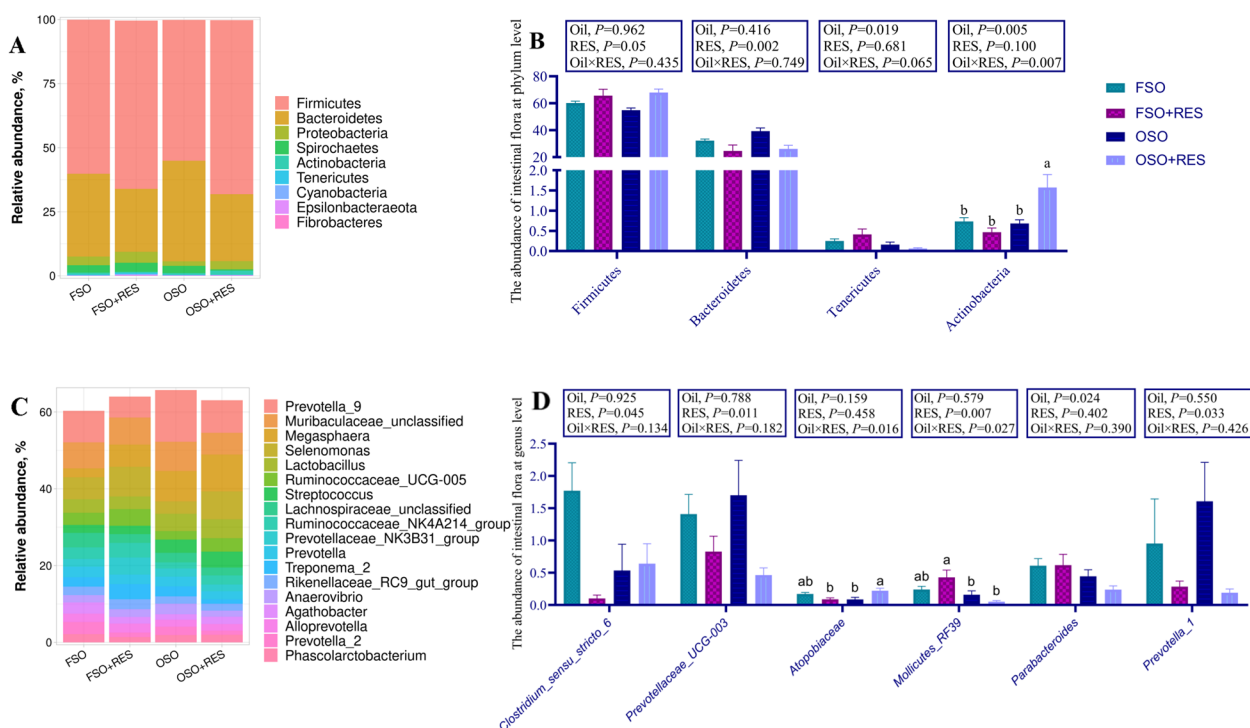 A
Relative abundance, %
100
75
50
25
0
FSO
FSO+RES
OSO
OSO+RES
Firmicutes
Bacteroidetes
Proteobacteria
Spirochaetes
Actinobacteria
Tenericutes
Cyanobacteria
Epsilonbacteraeota
Fibrobacteres
B
Oil, P=0.962
RES, P=0.05
Oil×RES, P=0.435
Oil, P=0.416
RES, P=0.002
Oil×RES, P=0.749
Oil, P=0.019
RES, P=0.681
Oil×RES, P=0.065
Oil, P=0.005
RES, P=0.100
Oil×RES, P=0.007
The abundance of intestinal flora at phylum level
80
60
40
20
2.0
1.5
1.0
0.5
0.0
b
b
b
a
Firmicutes
Bacteroidetes
Tenericutes
Actinobacteria
FSO
FSO+RES
OSO
OSO+RES
C
Relative abundance, %
60
40
20
0
FSO
FSO+RES
OSO
OSO+RES
Prevotella_9
Muribaculaceae_unclassified
Megasphaera
Selenomonas
Lactobacillus
Ruminococcaceae_UCG-005
Streptococcus
Lachnospiraceae_unclassified
Ruminococcaceae_NK4A214_group
Prevotellaceae_NK3B31_group
Prevotella
Treponema_2
Rikenellaceae_RC9_gut_group
Anaerovibrio
Agathobacter
Alloprevotella
Prevotella_2
Phascolarctobacterium
D
Oil, P=0.925
RES, P=0.045
Oil×RES, P=0.134
Oil, P=0.788
RES, P=0.011
Oil×RES, P=0.182
Oil, P=0.159
RES, P=0.458
Oil×RES, P=0.016
Oil, P=0.579
RES, P=0.007
Oil×RES, P=0.027
Oil, P=0.024
RES, P=0.402
Oil×RES, P=0.390
Oil, P=0.550
RES, P=0.033
Oil×RES, P=0.426
The abundance of intestinal flora at genus level
2.5
2.0
1.5
1.0
0.5
0.0
ab
b
b
a
ab
a
b
b
Clostridium_sensu_stricto_6
Prevotellaceae_UCG-003
Atopobiaceae
Mollicutes_RF39
Parabacteroides
Prevotella_1